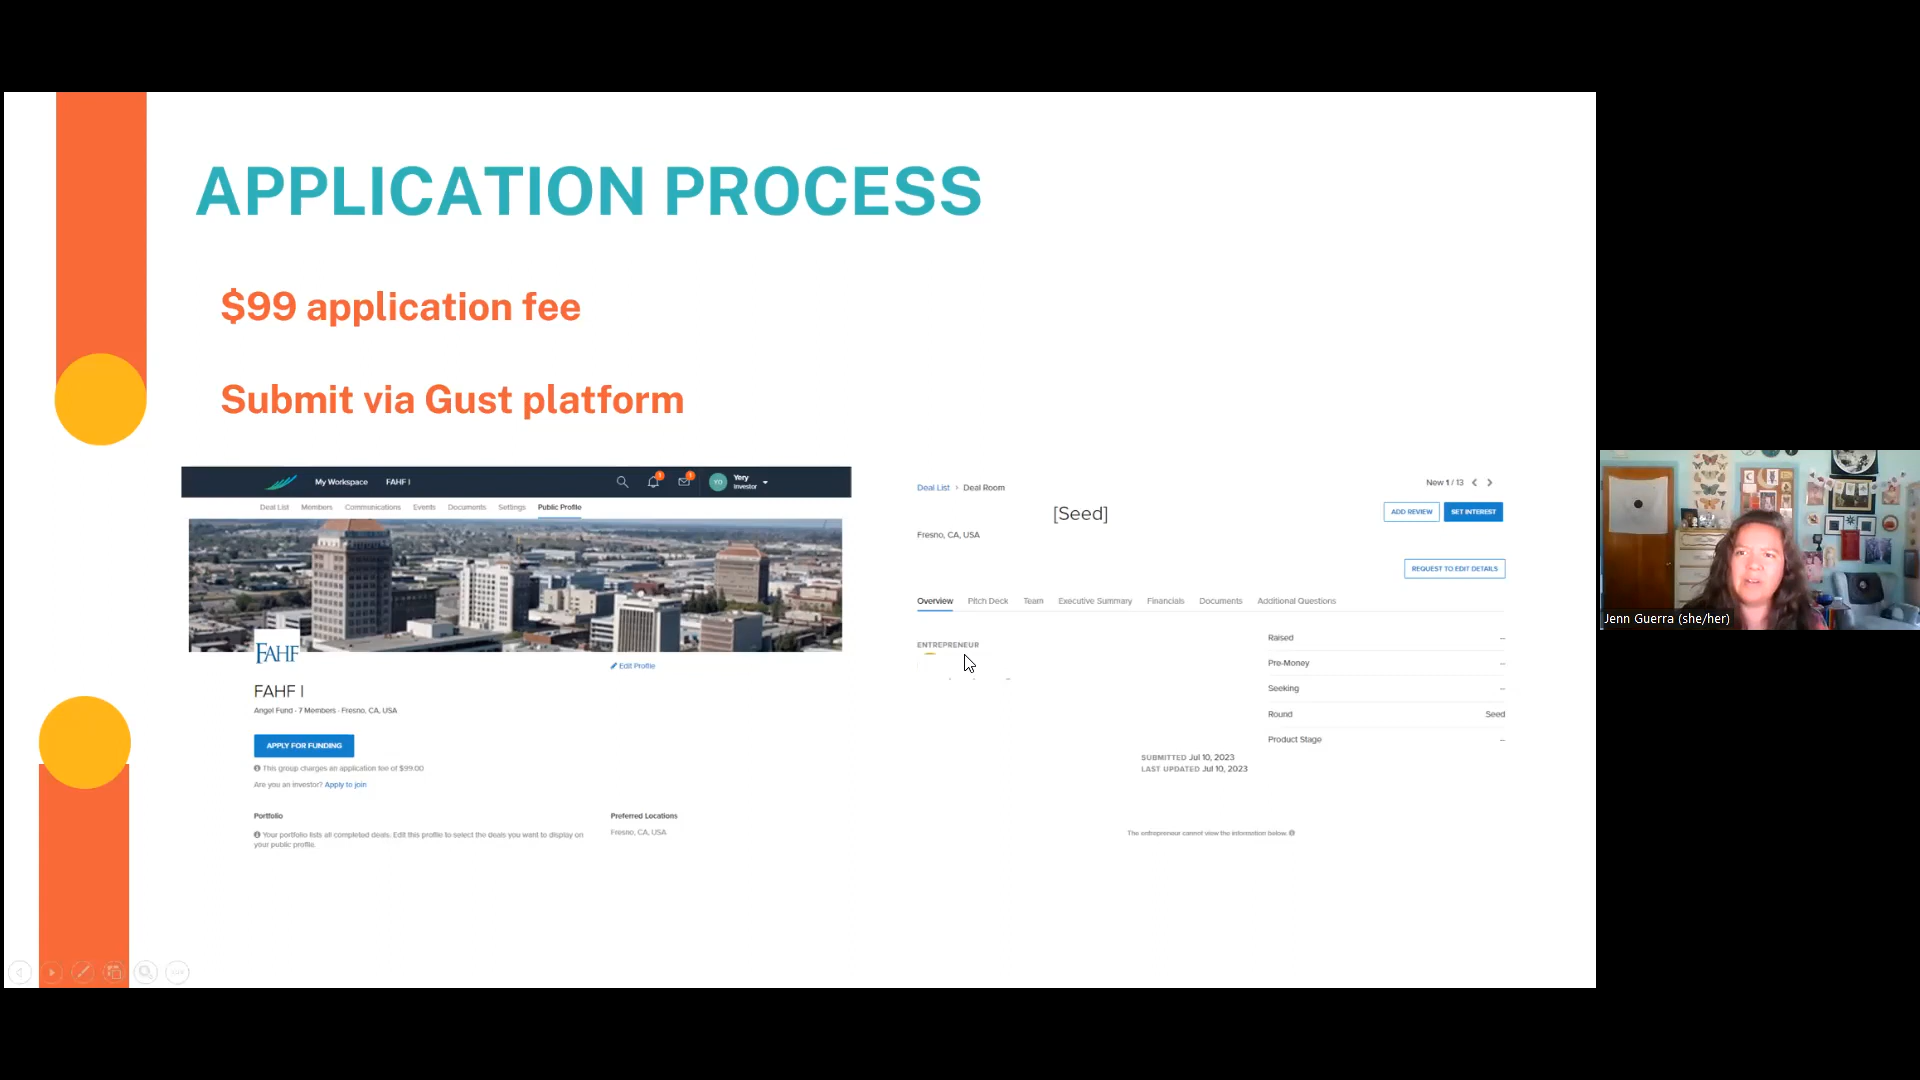 APPLICATION PROCESS
$99 application fee
Submit via Gust platform
My Workspace FAHF I
1
1
YO
Yery
Investor
Deal List Members Communications Events Documents Settings Public Profile
FAHF
Edit Profile
FAHF I
Angel Fund - 7 Members - Fresno, CA, USA
APPLY FOR FUNDING
This group charges an application fee of $99.00
Are you an investor? Apply to join
Portfolio
Your portfolio lists all completed deals. Edit this profile to select the deals you want to display on
your public profile.
Preferred Locations
Fresno, CA, USA
Deal List › Deal Room
New 1 / 13
[Seed]
ADD REVIEW SET INTEREST
Fresno, CA, USA
REQUEST TO EDIT DETAILS
Overview Pitch Deck Team Executive Summary Financials Documents Additional Questions
ENTREPRENEUR
Raised --
Pre-Money --
Seeking --
Round Seed
Product Stage --
SUBMITTED Jul 10, 2023
LAST UPDATED Jul 10, 2023
The entrepreneur cannot view the information below.
Jenn Guerra (she/her)